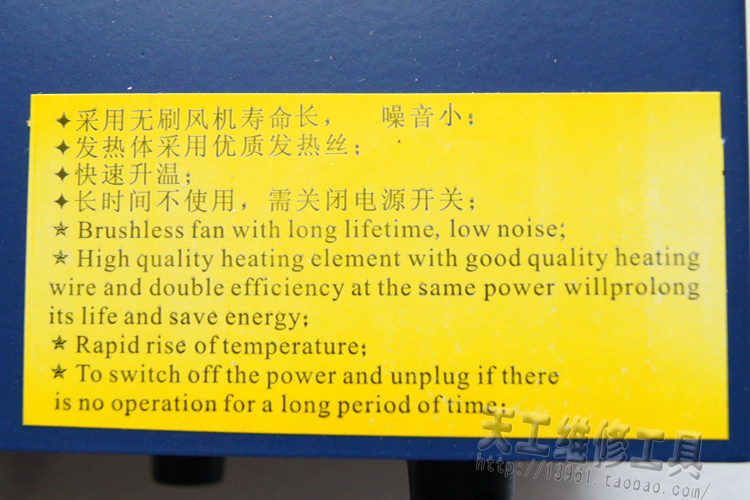 ✦采用无刷风机寿命长， 噪音小；
✦发热体采用优质发热丝；
✦快速升温；
✦长时间不使用，需关闭电源开关；
★ Brushless fan with long lifetime, low noise;
★ High quality heating element with good quality heating
wire and double efficiency at the same power willprolong
its life and save energy;
★ Rapid rise of temperature;
★ To switch off the power and unplug if there
is no operation for a long period of time;
天工维修工具
http://13961.taobao.com/